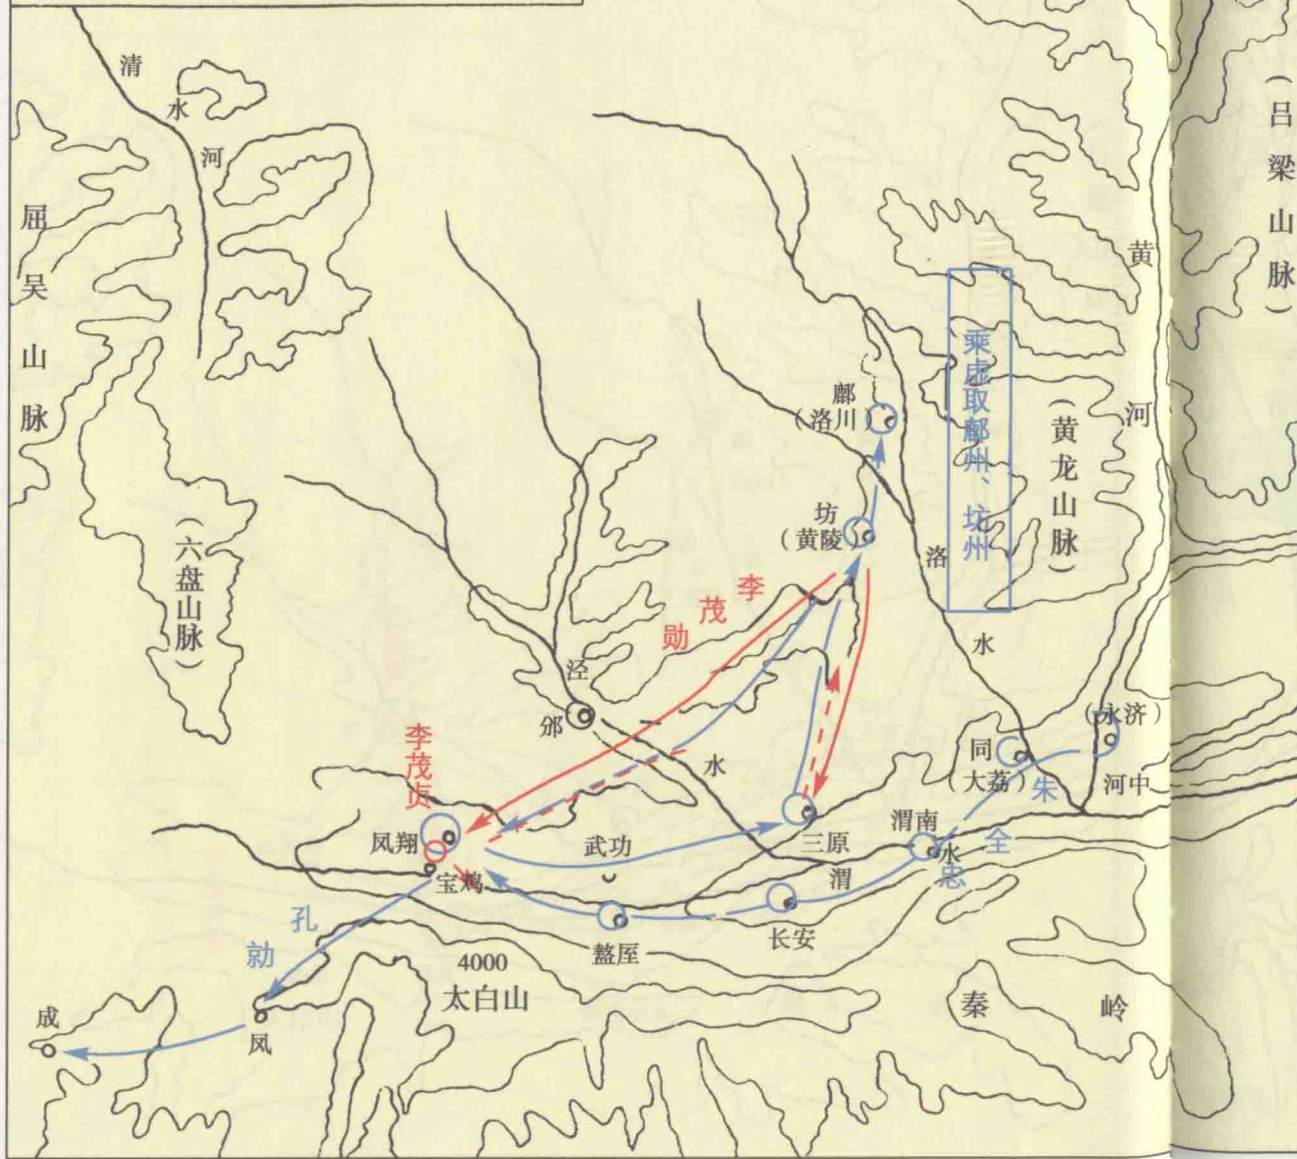 清水河
屈吴山脉
(六盘山脉)
(吕梁山脉)
黄河
乘虚取鄜州、坊州
(黄龙山脉)
鄜
(洛川)
坊
(黄陵)
洛水
李茂勋
泾水
邠
李茂贞
凤翔
宝鸡
武功
三原
同
(大荔)
(永济)
河中
朱全忠
渭南
渭水
长安
盩厔
孔勍
4000
太白山
凤
成
秦岭